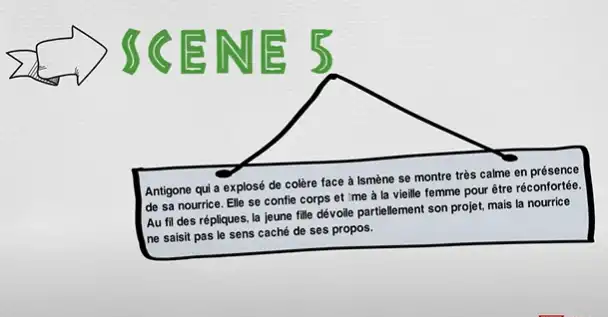 SCENE 5
Antigone qui a explosé de colère face à Ismène se montre très calme en présence
de sa nourrice. Elle se confie corps et me à la vieille femme pour être réconfortée.
Au fil des répliques, la jeune fille dévoile partiellement son projet, mais la nourrice
ne saisit pas le sens caché de ses propos.